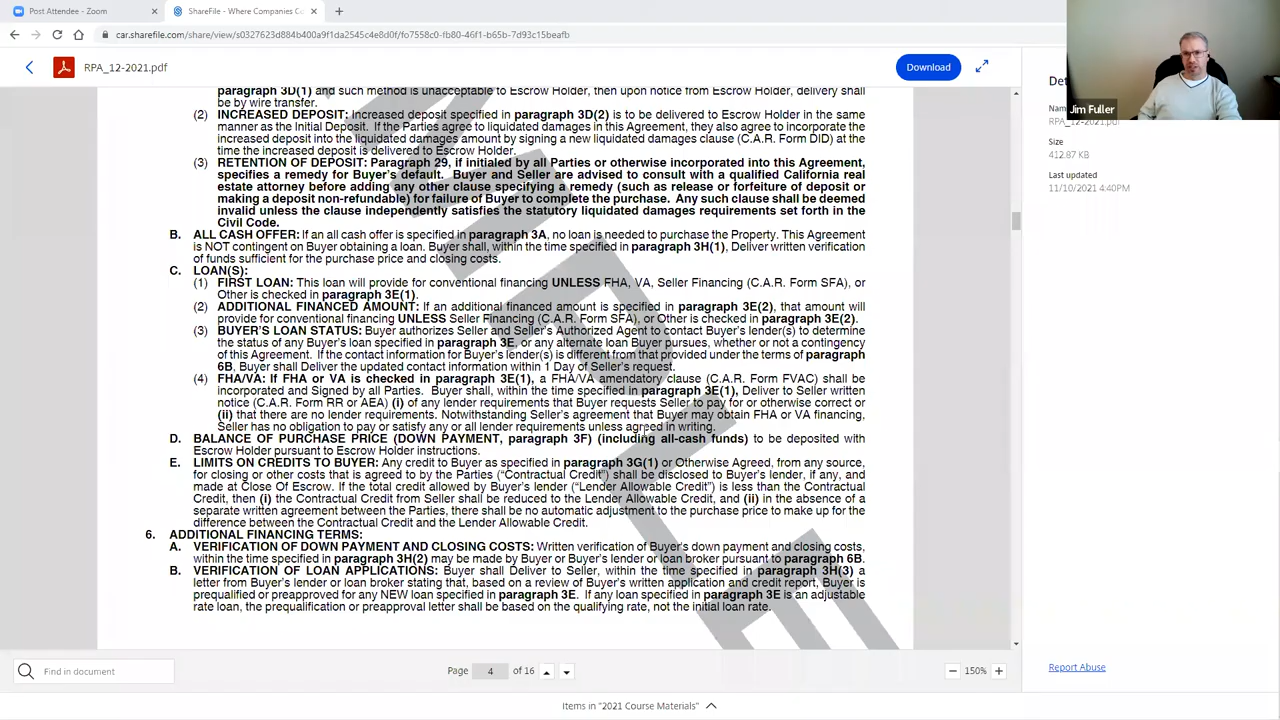 Post Attendee - Zoom
ShareFile - Where Companies C
car.sharefile.com/share/view/s0327623d884b400a9f1da2545c4e8d0f/fo7558c0-fb80-46f1-b65b-7d93c15beafb
RPA_12-2021.pdf
Download
paragraph 3D(1) and such method is unacceptable to Escrow Holder, then upon notice from Escrow Holder, delivery shall
be by wire transfer.
(2) INCREASED DEPOSIT: Increased deposit specified in paragraph 3D(2) is to be delivered to Escrow Holder in the same
manner as the Initial Deposit. If the Parties agree to liquidated damages in this Agreement, they also agree to incorporate the
increased deposit into the liquidated damages amount by signing a new liquidated damages clause (C.A.R. Form DID) at
the time the increased deposit is delivered to Escrow Holder.
(3) RETENTION OF DEPOSIT: Paragraph 29, if initialed by all Parties or otherwise incorporated into this Agreement,
specifies a remedy for Buyer's default. Buyer and Seller are advised to consult with a qualified California real
estate attorney before adding any other clause specifying a remedy (such as release or forfeiture of deposit or
making a deposit non-refundable) for failure of Buyer to complete the purchase. Any such clause shall be deemed
invalid unless the clause independently satisfies the statutory liquidated damages requirements set forth in the
Civil Code.
B. ALL CASH OFFER: If an all cash offer is specified in paragraph 3A, no loan is needed to purchase the Property. This Agreement
is NOT contingent on Buyer obtaining a loan. Buyer shall, within the time specified in paragraph 3H(1), Deliver written verification
of funds sufficient for the purchase price and closing costs.
C. LOAN(S):
(1) FIRST LOAN: This loan will provide for conventional financing UNLESS FHA, VA, Seller Financing (C.A.R. Form SFA), or
Other is checked in paragraph 3E(1).
(2) ADDITIONAL FINANCED AMOUNT: If an additional financed amount is specified in paragraph 3E(2), that amount will
provide for conventional financing UNLESS Seller Financing (C.A.R. Form SFA), or Other is checked in paragraph 3E(2).
(3) BUYER'S LOAN STATUS: Buyer authorizes Seller and Seller's Authorized Agent to contact Buyer's lender(s) to determine
the status of any Buyer's loan specified in paragraph 3E, or any alternate loan Buyer pursues, whether or not a contingency
of this Agreement. If the contact information for Buyer's lender(s) is different from that provided under the terms of paragraph
6B, Buyer shall Deliver the updated contact information within 1 Day of Seller's request.
(4) FHA/VA: If FHA or VA is checked in paragraph 3E(1), a FHA/VA amendatory clause (C.A.R. Form FVAC) shall be
incorporated and Signed by all Parties. Buyer shall, within the time specified in paragraph 3E(1), Deliver to Seller written
notice (C.A.R. Form RR or AEA) (i) of any lender requirements that Buyer requests Seller to pay for or otherwise correct or
(ii) that there are no lender requirements. Notwithstanding Seller's agreement that Buyer may obtain FHA or VA financing,
Seller has no obligation to pay or satisfy any or all lender requirements unless agreed in writing.
D. BALANCE OF PURCHASE PRICE (DOWN PAYMENT, paragraph 3F) (including all-cash funds) to be deposited with
Escrow Holder pursuant to Escrow Holder instructions.
E. LIMITS ON CREDITS TO BUYER: Any credit to Buyer as specified in paragraph 3G(1) or Otherwise Agreed, from any source,
for closing or other costs that is agreed to by the Parties ("Contractual Credit") shall be disclosed to Buyer's lender, if any, and
made at Close Of Escrow. If the total credit allowed by Buyer's lender ("Lender Allowable Credit") is less than the Contractual
Credit, then (i) the Contractual Credit from Seller shall be reduced to the Lender Allowable Credit, and (ii) in the absence of a
separate written agreement between the Parties, there shall be no automatic adjustment to the purchase price to make up for the
difference between the Contractual Credit and the Lender Allowable Credit.
6. ADDITIONAL FINANCING TERMS:
A. VERIFICATION OF DOWN PAYMENT AND CLOSING COSTS: Written verification of Buyer's down payment and closing costs,
within the time specified in paragraph 3H(2) may be made by Buyer or Buyer's lender or loan broker pursuant to paragraph 6B.
B. VERIFICATION OF LOAN APPLICATIONS: Buyer shall Deliver to Seller, within the time specified in paragraph 3H(3) a
letter from Buyer's lender or loan broker stating that, based on a review of Buyer's written application and credit report, Buyer is
prequalified or preapproved for any NEW loan specified in paragraph 3E. If any loan specified in paragraph 3E is an adjustable
rate loan, the prequalification or preapproval letter shall be based on the qualifying rate, not the initial loan rate.
Jim Fuller
RPA_12-2021.pdf
Size
412.87 KB
Last updated
11/10/2021 4:40PM
Report Abuse
Find in document
Page 4 of 16
150%
Items in "2021 Course Materials"